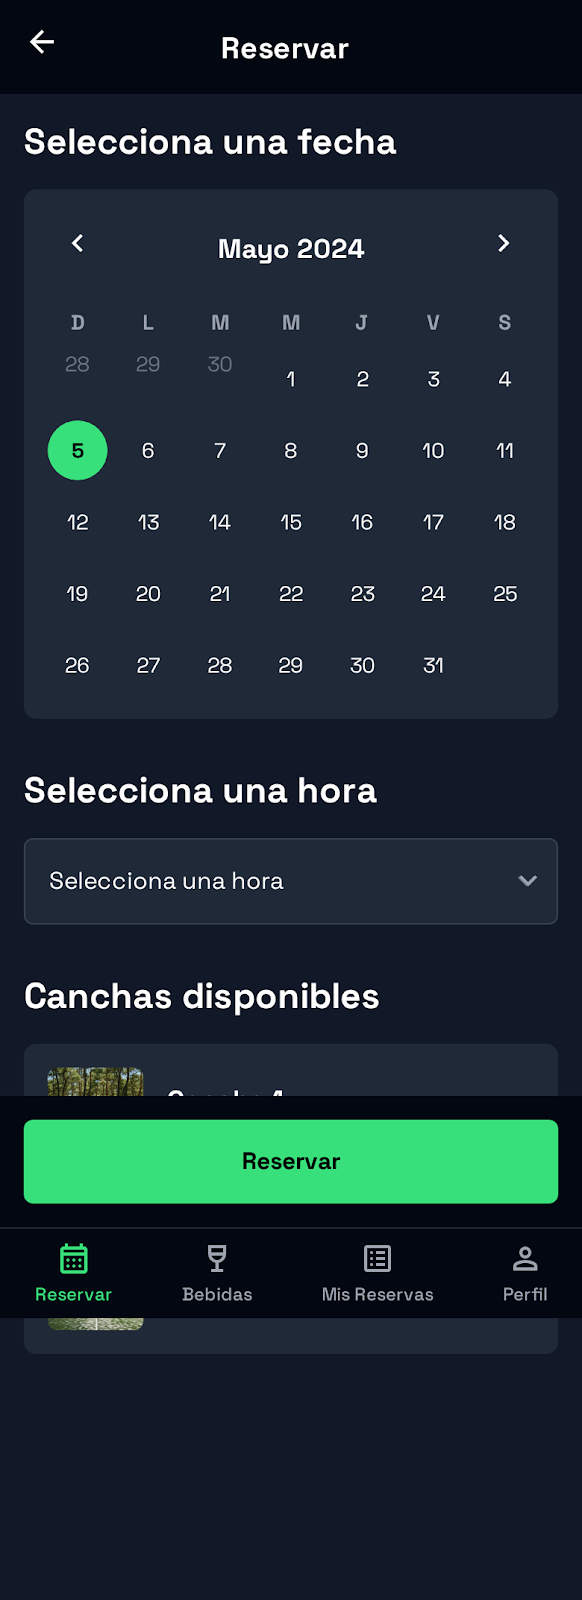 Reservar
Selecciona una fecha
Mayo 2024
D L M M J V S
28 29 30 1 2 3 4
5 6 7 8 9 10 11
12 13 14 15 16 17 18
19 20 21 22 23 24 25
26 27 28 29 30 31
Selecciona una hora
Selecciona una hora
Canchas disponibles
Reservar
Reservar Bebidas Mis Reservas Perfil